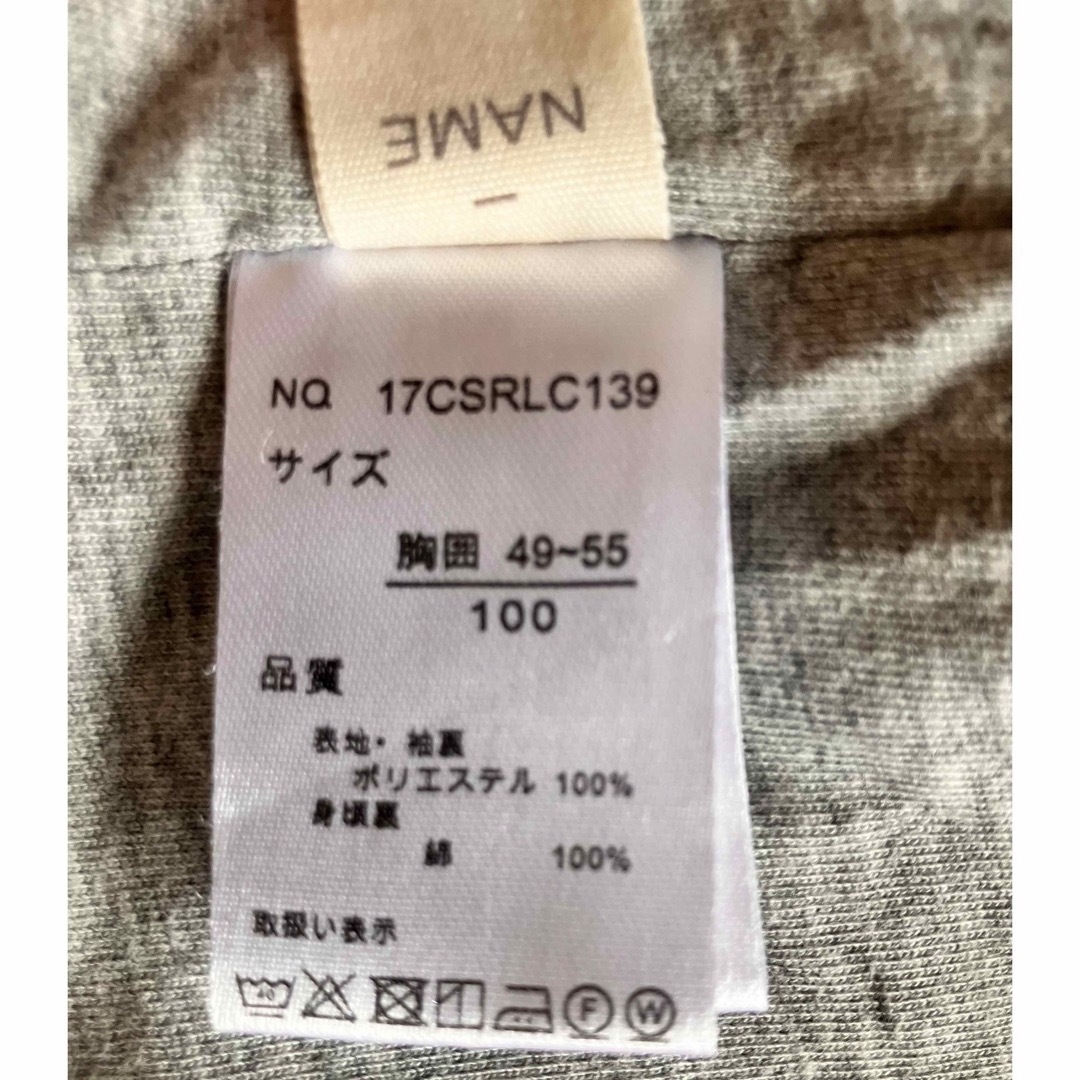 NAME
NO. 17CSRLC139
サイズ
胸囲 49~55
100
品質
表地・袖裏
ポリエステル 100%
身頃裏
綿 100%
取扱い表示
40
F W